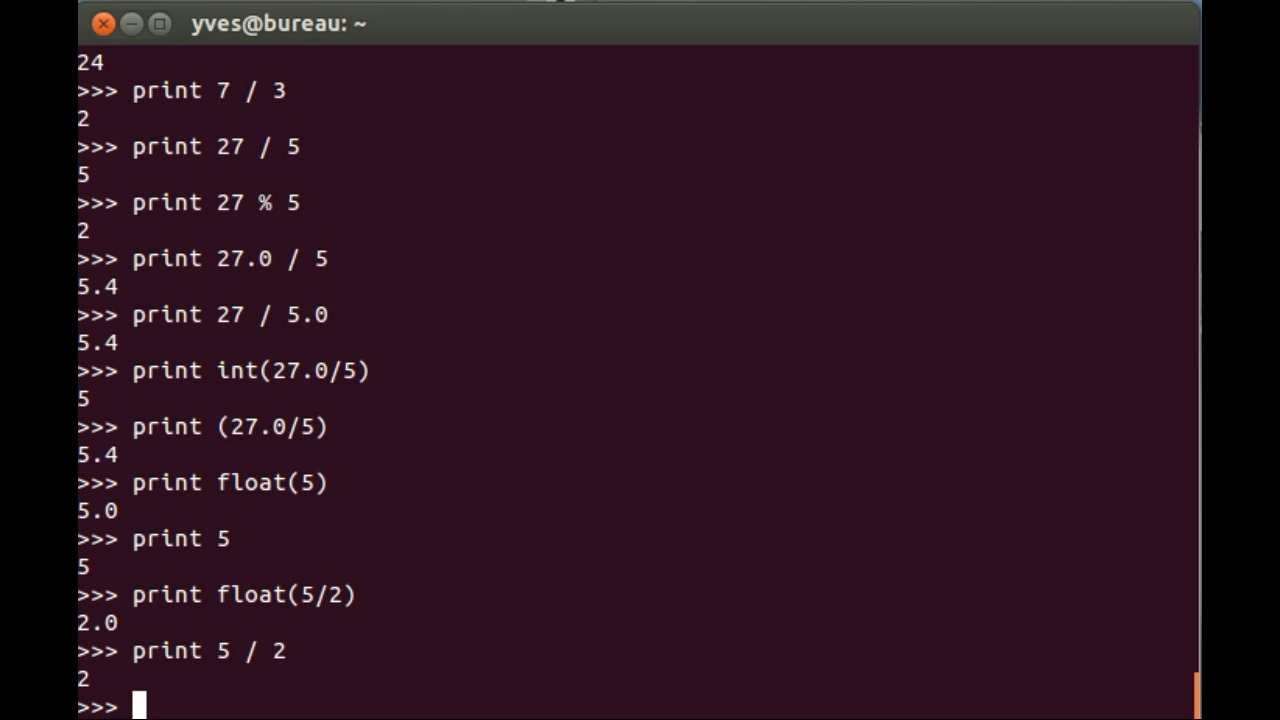 yves@bureau: ~
24
>>> print 7 / 3
2
>>> print 27 / 5
5
>>> print 27 % 5
2
>>> print 27.0 / 5
5.4
>>> print 27 / 5.0
5.4
>>> print int(27.0/5)
5
>>> print (27.0/5)
5.4
>>> print float(5)
5.0
>>> print 5
5
>>> print float(5/2)
2.0
>>> print 5 / 2
2
>>>